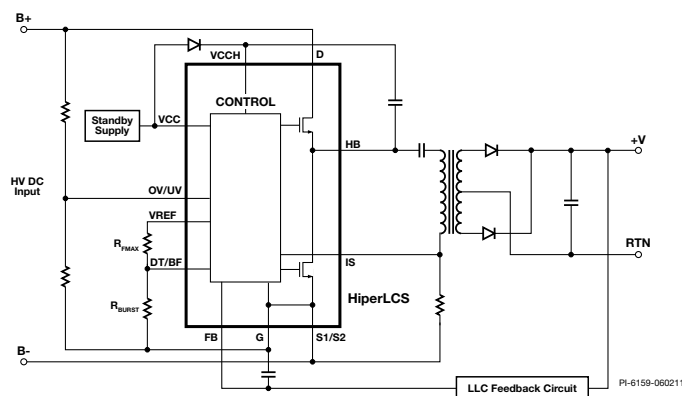 B+
VCCH
D
CONTROL
Standby
Supply
VCC
HB
+V
HV DC
Input
OV/UV
VREF
RFMAX
DT/BF
IS
RTN
RBURST
HiperLCS
FB
G
S1/S2
B-
LLC Feedback Circuit
PI-6159-060211